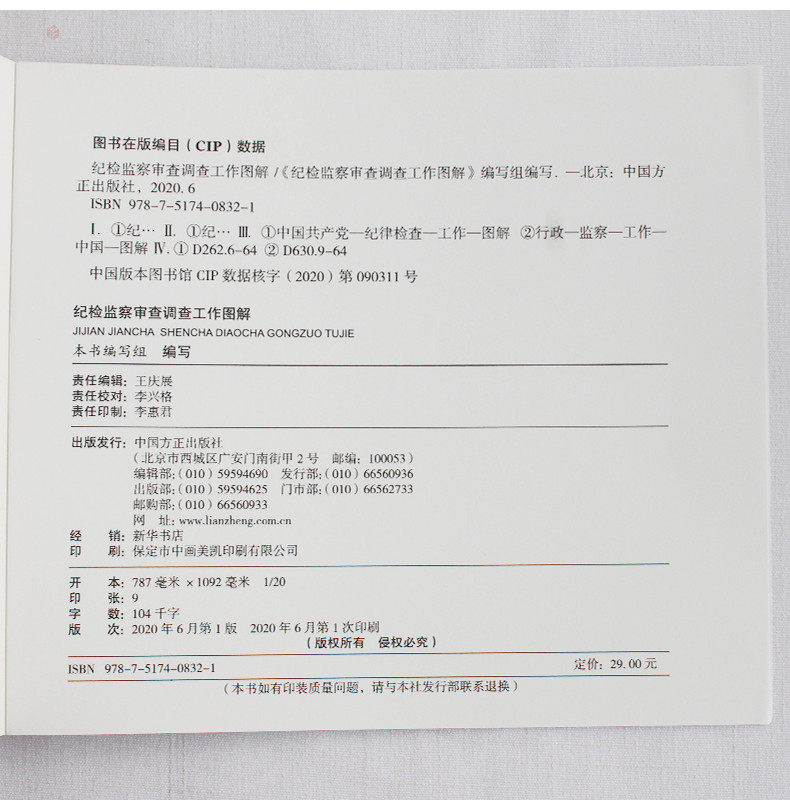 图书在版编目(CIP)数据
纪检监察审查调查工作图解/《纪检监察审查调查工作图解》编写组编写. —北京：中国方
正出版社，2020.6
ISBN 978-7-5174-0832-1
Ⅰ. ①纪… Ⅱ. ①纪… Ⅲ. ①中国共产党—纪律检查—工作—图解 ②行政—监察—工作—
中国—图解 Ⅳ. ① D262.6-64 ② D630.9-64
中国版本图书馆 CIP 数据核字（2020）第 090311 号
纪检监察审查调查工作图解
JIJIAN JIANCHA SHENCHA DIAOCHA GONGZUO TUJIE
本书编写组 编写
责任编辑：王庆展
责任校对：李兴格
责任印制：李惠君
出版发行：中国方正出版社
（北京市西城区广安门南街甲 2 号 邮编：100053）
编辑部：（010）59594690 发行部：（010）66560936
出版部：（010）59594625 门市部：（010）66562733
邮购部：（010）66560933
网 址：www.lianzheng.com.cn
经 销：新华书店
印 刷：保定市中画美凯印刷有限公司
开 本：787 毫米 × 1092 毫米 1/20
印 张：9
字 数：104 千字
版 次：2020 年 6 月第 1 版 2020 年 6 月第 1 次印刷
（版权所有 侵权必究）
ISBN 978-7-5174-0832-1 定价：29.00 元
（本书如有印装质量问题，请与本社发行部联系退换）